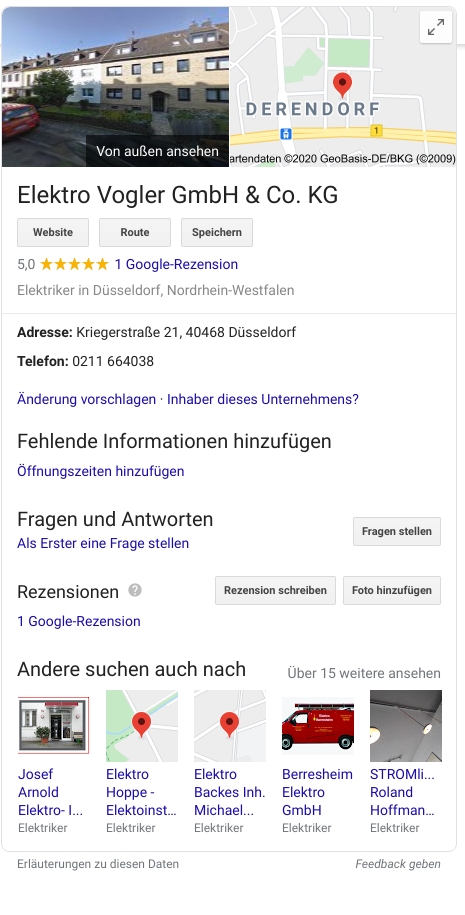 Von außen ansehen
DERENDORF
1
artendaten ©2020 GeoBasis-DE/BKG (©2009)
Elektro Vogler GmbH & Co. KG
Website Route Speichern
5,0 ★★★★★ 1 Google-Rezension
Elektriker in Düsseldorf, Nordrhein-Westfalen
Adresse: Kriegerstraße 21, 40468 Düsseldorf
Telefon: 0211 664038
Änderung vorschlagen · Inhaber dieses Unternehmens?
Fehlende Informationen hinzufügen
Öffnungszeiten hinzufügen
Fragen und Antworten
Fragen stellen
Als Erster eine Frage stellen
Rezensionen ? Rezension schreiben Foto hinzufügen
1 Google-Rezension
Andere suchen auch nach Über 15 weitere ansehen
Josef
Arnold
Elektro- I...
Elektriker
Elektro
Hoppe -
Elektoinst...
Elektriker
Elektro
Backes Inh.
Michael...
Elektriker
Berresheim
Elektro
GmbH
Elektriker
STROMli...
Roland
Hoffman...
Elektriker
Erläuterungen zu diesen Daten Feedback geben